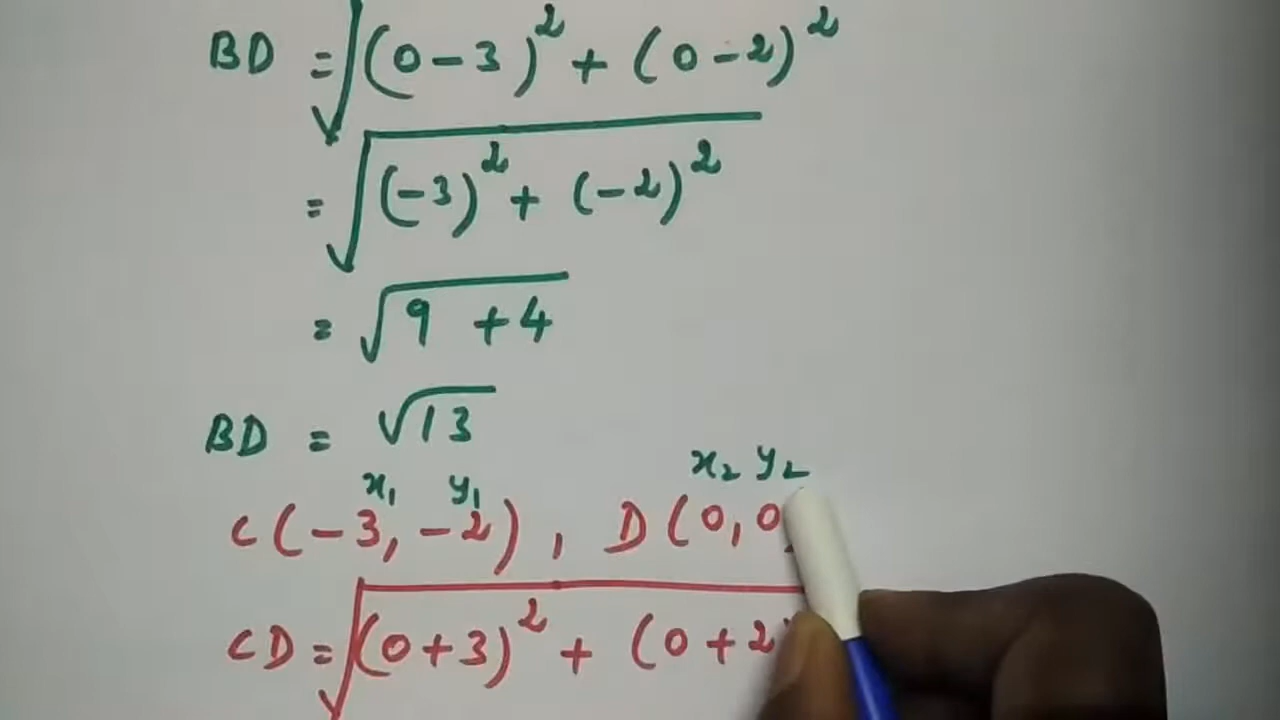 BD = √(0-3)² + (0-2)²
= √(-3)² + (-2)²
= √9 +4
BD = √13
x₁ y₁ x₂ y₂
C(-3, -2), D(0,0
CD = √(0+3)² + (0+2)